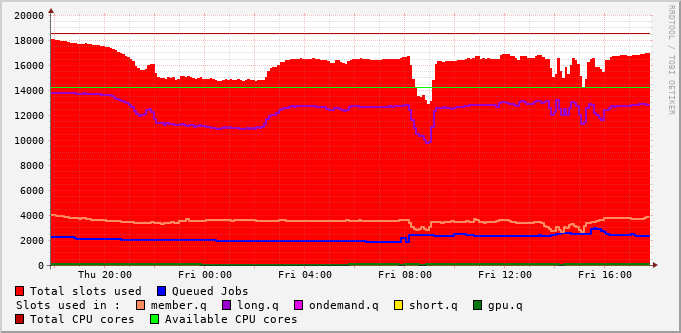 20000
18000
16000
14000
12000
10000
8000
6000
4000
2000
0
Thu 20:00 Fri 00:00 Fri 04:00 Fri 08:00 Fri 12:00 Fri 16:00
Total slots used Queued Jobs
Slots used in : member.q long.q ondemand.q short.q gpu.q
Total CPU cores Available CPU cores
RRDTOOL / TOBI OETIKER